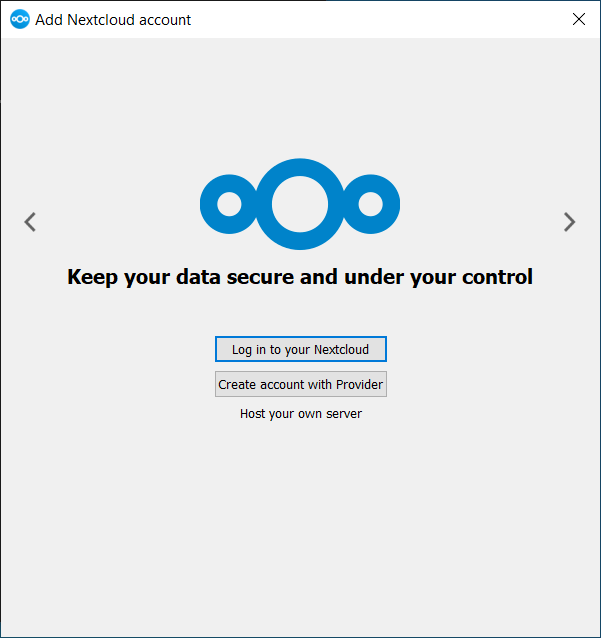 Add Nextcloud account
Keep your data secure and under your control
Log in to your Nextcloud
Create account with Provider
Host your own server